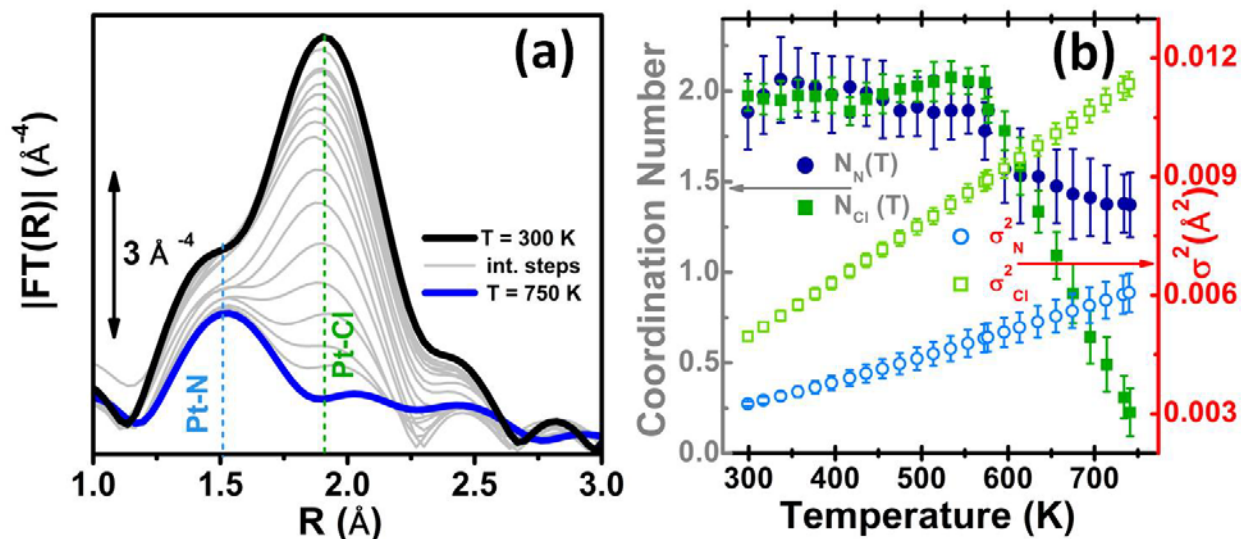 (a)
|FT(R)| (Å⁻⁴)
3 Å⁻⁴
T = 300 K
int. steps
T = 750 K
Pt-N
Pt-Cl
1.0 1.5 2.0 2.5 3.0
R (Å)
(b)
Coordination Number
2.0
1.5
1.0
0.5
0.0
N_N(T)
N_Cl (T)
σ²_N
σ²_Cl
0.012
0.009
0.006
0.003
σ²(Å²)
300 400 500 600 700
Temperature (K)